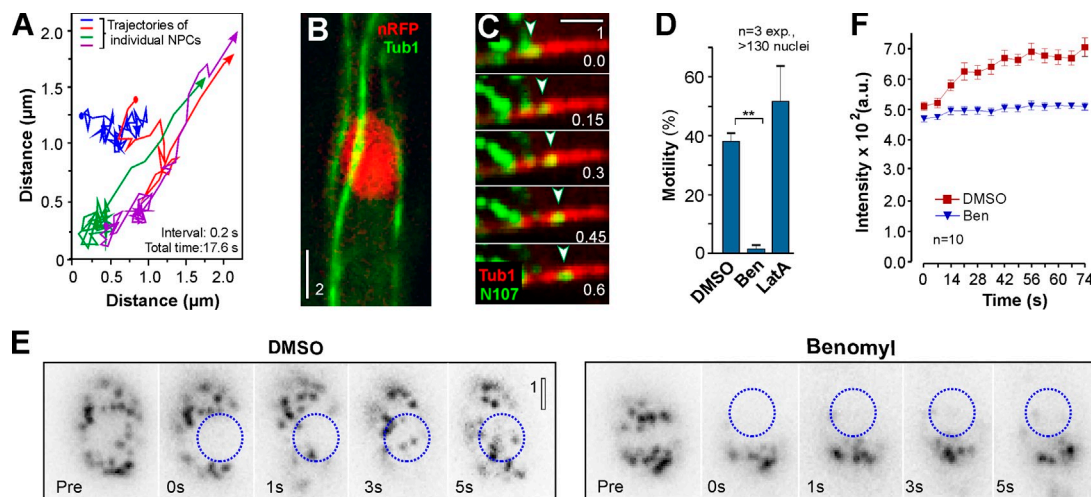 A
2.0
1.5
1.0
0.5
0
0 0.5 1.0 1.5 2.0
Distance (µm)
Distance (µm)
Trajectories of
individual NPCs
Interval: 0.2 s
Total time:17.6 s
B
nRFP
Tub1
2
C
1
0.0
0.15
0.3
0.45
0.6
Tub1
N107
D
n=3 exp.,
>130 nuclei
60
40
20
0
Motility (%)
**
DMSO
Ben
LatA
F
7.0
6.0
5.0
4.0
3.0
2.0
1.0
0.0
Intensity x 10² (a.u.)
DMSO
Ben
n=10
0 14 28 42 56 74
Time (s)
E
DMSO
1
Pre 0s 1s 3s 5s
Benomyl
Pre 0s 1s 3s 5s